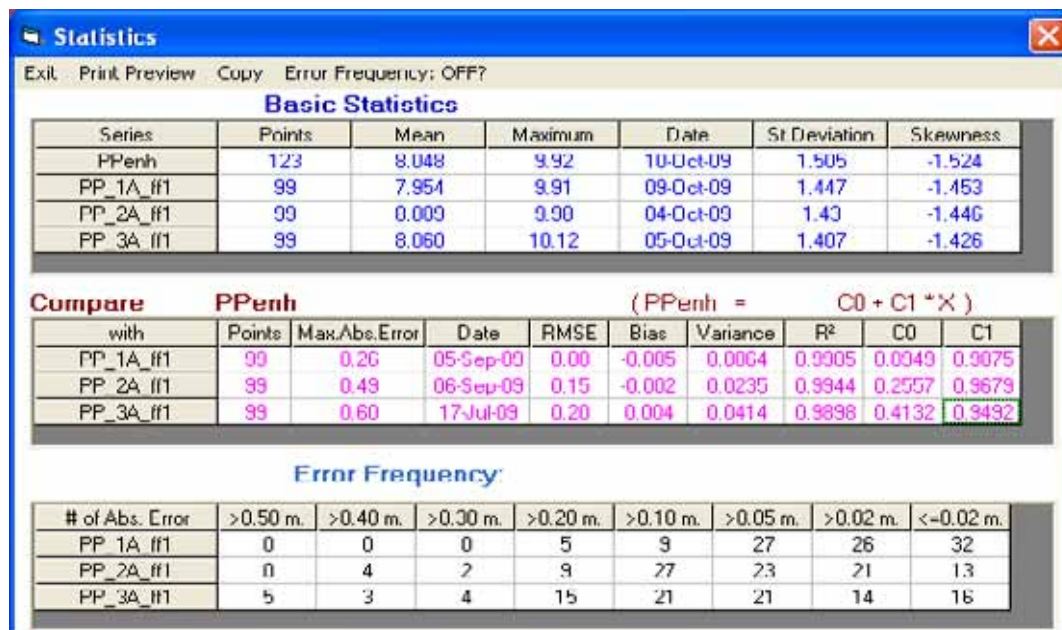 Statistics
Exit Print Preview Copy Error Frequency: OFF?
Basic Statistics
Series Points Mean Maximum Date St Deviation Skewness
PPenh 123 8.048 9.92 10-Oct-09 1.505 -1.524
PP_1A_ff1 99 7.954 9.91 09-Oct-09 1.447 -1.453
PP_2A_ff1 99 8.009 04-Oct-09 1.43 -1.446
PP_3A_ff1 99 8.060 10.12 05-Oct-09 1.407 -1.426
Compare PPenh ( PPenh = C0 + C1 * X )
with Points Max.Abs.Error Date RMSE Bias Variance R² C0 C1
PP_1A_ff1 99 0.26 05-Sep-09 0.08 -0.005 0.0064
PP_2A_ff1 99 0.49 06-Sep-09 0.15 -0.002 0.0235 0.9944 0.2557 0.9679
PP_3A_ff1 99 0.60 17-Jul-09 0.20 0.004 0.0414 0.9898 0.4132 0.9492
Error Frequency:
# of Abs. Error >0.50 m. >0.40 m. >0.30 m. >0.20 m. >0.10 m. >0.05 m. >0.02 m. <=0.02 m.
PP_1A_ff1 0 0 0 5 9 27 26 32
PP_2A_ff1 0 4 2 9 27 23 21 13
PP_3A_ff1 5 3 4 15 21 21 14 16